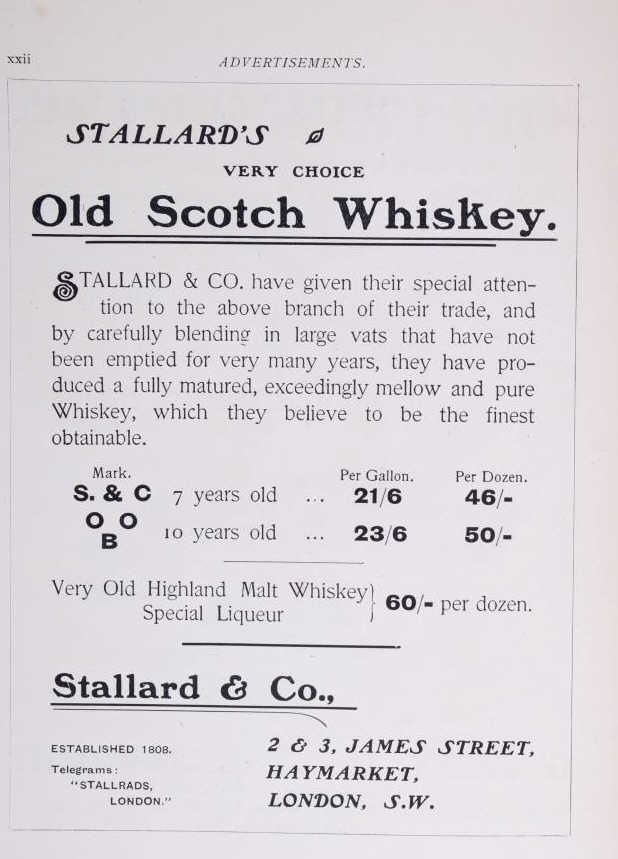 xxii
ADVERTISEMENTS.
STALLARD'S
VERY CHOICE
Old Scotch Whiskey.
STALLARD & CO. have given their special atten-
tion to the above branch of their trade, and
by carefully blending in large vats that have not
been emptied for very many years, they have pro-
duced a fully matured, exceedingly mellow and pure
Whiskey, which they believe to be the finest
obtainable.
Mark. Per Gallon. Per Dozen.
S. & C 7 years old ... 21/6 46/-
O O
B 10 years old ... 23/6 50/-
Very Old Highland Malt Whiskey
Special Liqueur } 60/- per dozen.
Stallard & Co.,
ESTABLISHED 1808.
Telegrams:
"STALLRADS,
LONDON."
2 & 3, JAMES STREET,
HAYMARKET,
LONDON, S.W.